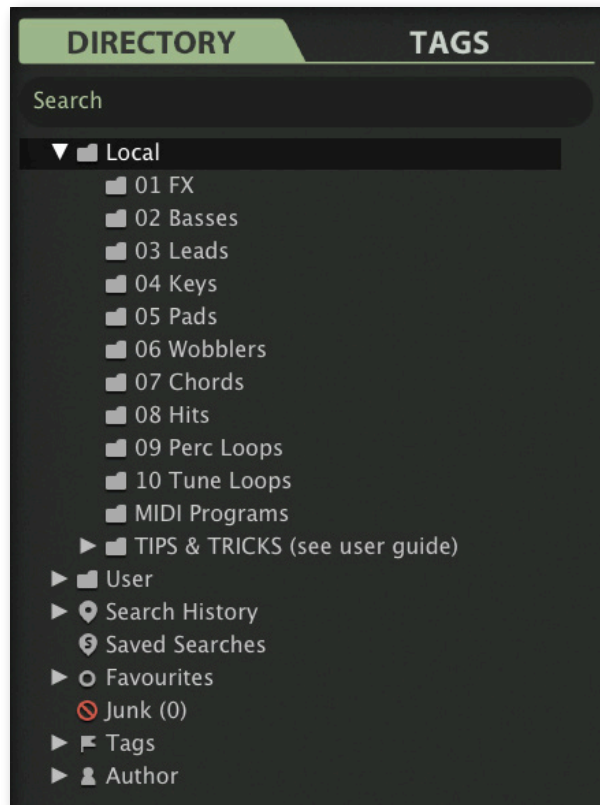 DIRECTORY TAGS
Search
Local
01 FX
02 Basses
03 Leads
04 Keys
05 Pads
06 Wobblers
07 Chords
08 Hits
09 Perc Loops
10 Tune Loops
MIDI Programs
TIPS & TRICKS (see user guide)
User
Search History
Saved Searches
Favourites
Junk (0)
Tags
Author